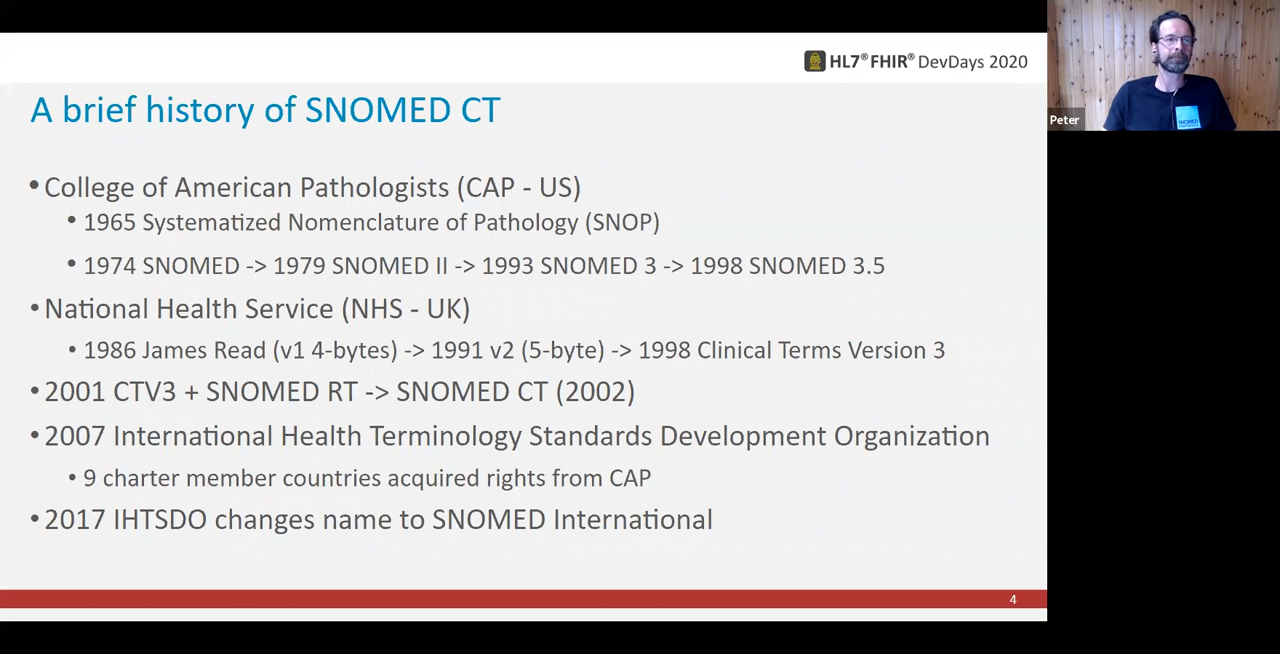 HL7® FHIR® DevDays 2020
A brief history of SNOMED CT
• College of American Pathologists (CAP - US)
• 1965 Systematized Nomenclature of Pathology (SNOP)
• 1974 SNOMED -> 1979 SNOMED II -> 1993 SNOMED 3 -> 1998 SNOMED 3.5
• National Health Service (NHS - UK)
• 1986 James Read (v1 4-bytes) -> 1991 v2 (5-byte) -> 1998 Clinical Terms Version 3
• 2001 CTV3 + SNOMED RT -> SNOMED CT (2002)
• 2007 International Health Terminology Standards Development Organization
• 9 charter member countries acquired rights from CAP
• 2017 IHTSDO changes name to SNOMED International
4
Peter
SNOMED